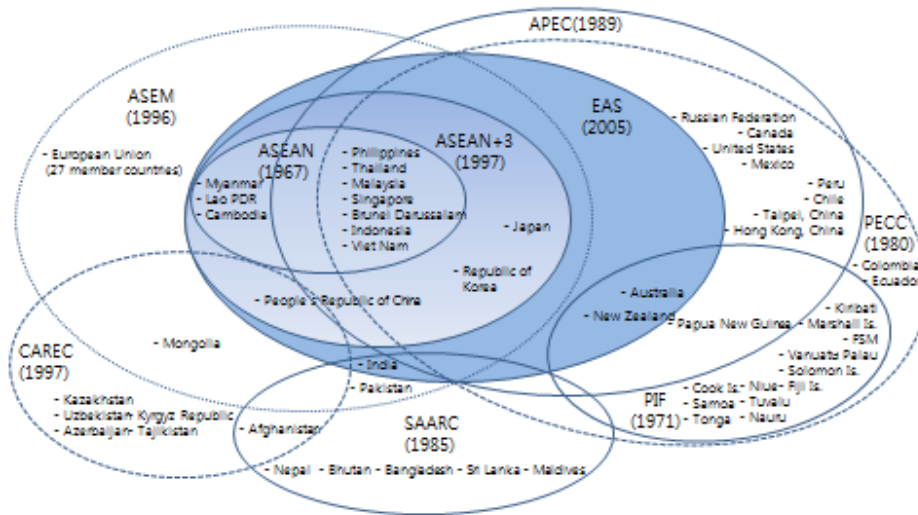 APEC(1989)
ASEM
(1996)
EAS
(2005)
- Russian Federation
- Canada
- United States
- Mexico
ASEAN
(1967)
ASEAN+3
(1997)
- European Union
(27 member countries)
- Philippines
- Thailand
- Malaysia
- Singapore
- Brunei Darussalam
- Indonesia
- Viet Nam
- Myanmar
- Lao PDR
- Cambodia
- Japan
- Peru
- Chile
- Taipei, China
- Hong Kong, China
PECC
(1980)
- Colombia
- Ecuador
- Republic of
Korea
- People's Republic of China
- Australia
- New Zealand
- Papua New Guinea
- Kiribati
- Marshall Is.
- FSM
- Vanuatu Palau
- Solomon Is.
CAREC
(1997)
- Mongolia
- India
- Pakistan
- Kazakhstan
- Uzbekistan- Kyrgyz Republic
- Azerbaijan- Tajikistan
- Afghanistan
SAARC
(1985)
PIF
(1971)
- Cook Is.- Niue- Fiji Is.
- Samoa - Tuvalu
- Tonga - Nauru
- Nepal - Bhutan - Bangladesh - Sri Lanka - Maldives